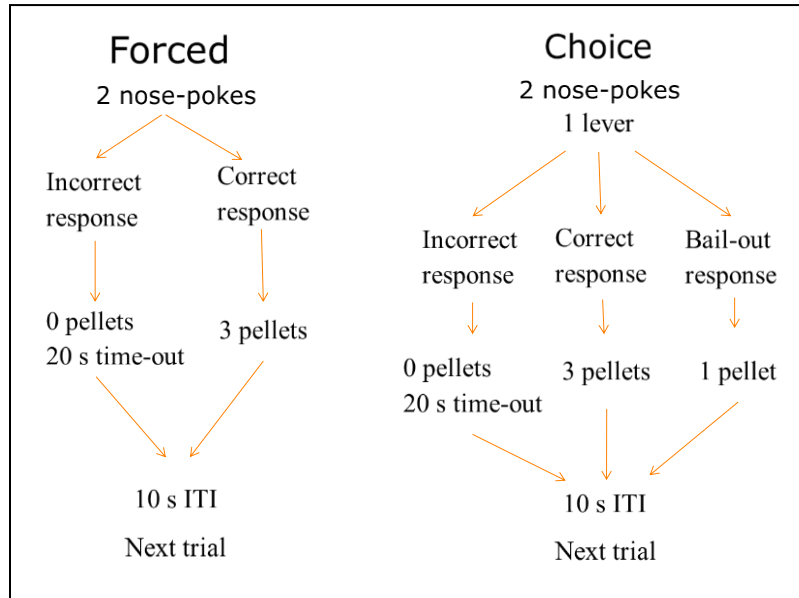 Forced
2 nose-pokes
Incorrect
response
Correct
response
0 pellets
20 s time-out
3 pellets
10 s ITI
Next trial
Choice
2 nose-pokes
1 lever
Incorrect
response
Correct
response
Bail-out
response
0 pellets
20 s time-out
3 pellets
1 pellet
10 s ITI
Next trial